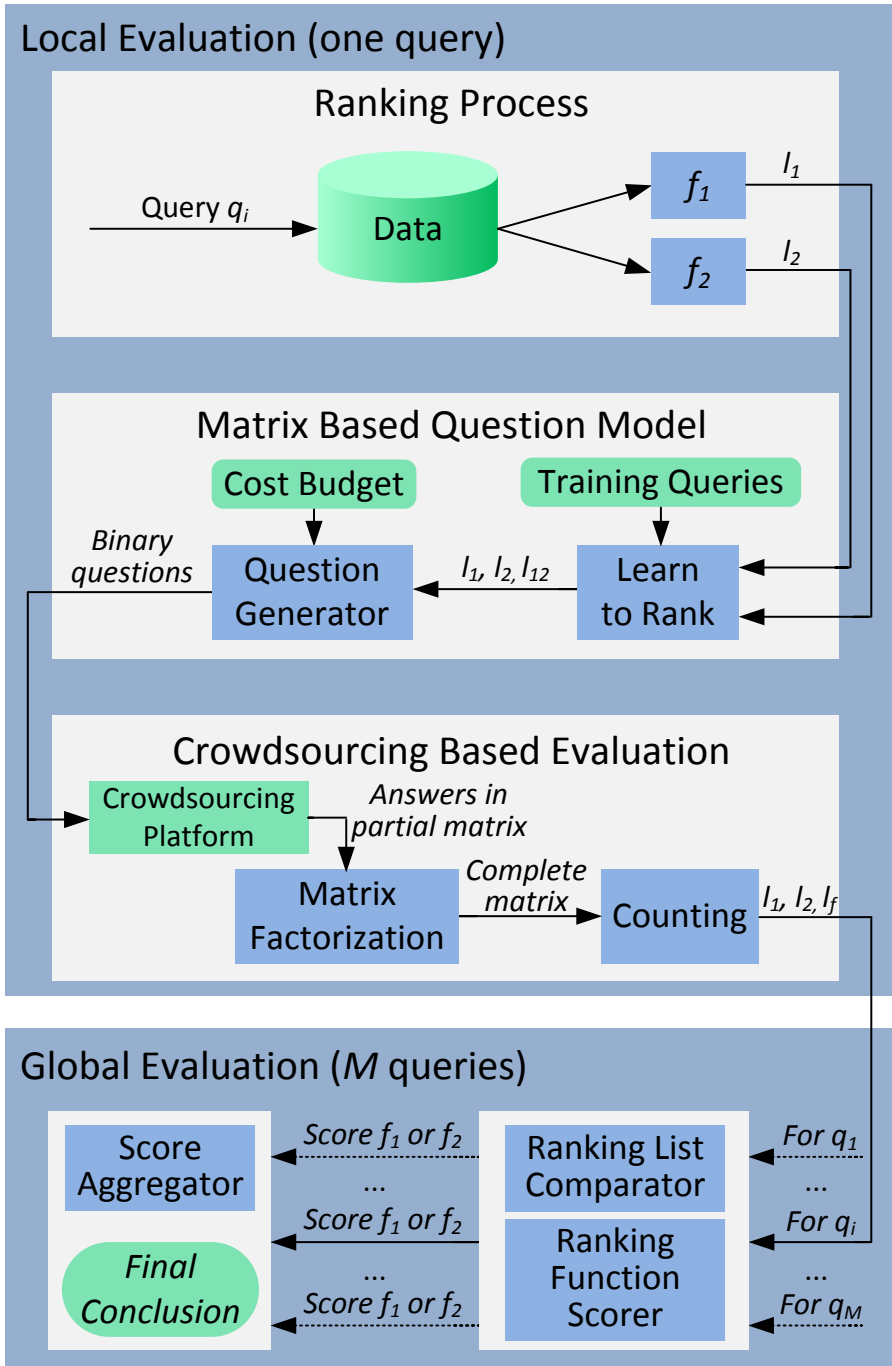 Local Evaluation (one query)
Ranking Process
Query qi
Data
f1
l1
f2
l2
Matrix Based Question Model
Cost Budget
Training Queries
Binary
questions
Question
Generator
l1, l2, l12
Learn
to Rank
Crowdsourcing Based Evaluation
Crowdsourcing
Platform
Answers in
partial matrix
Matrix
Factorization
Complete
matrix
Counting
l1, l2, lf
Global Evaluation (M queries)
Score
Aggregator
Final
Conclusion
Score f1 or f2
...
Score f1 or f2
...
Score f1 or f2
Ranking List
Comparator
Ranking
Function
Scorer
For q1
...
For qi
...
For qM